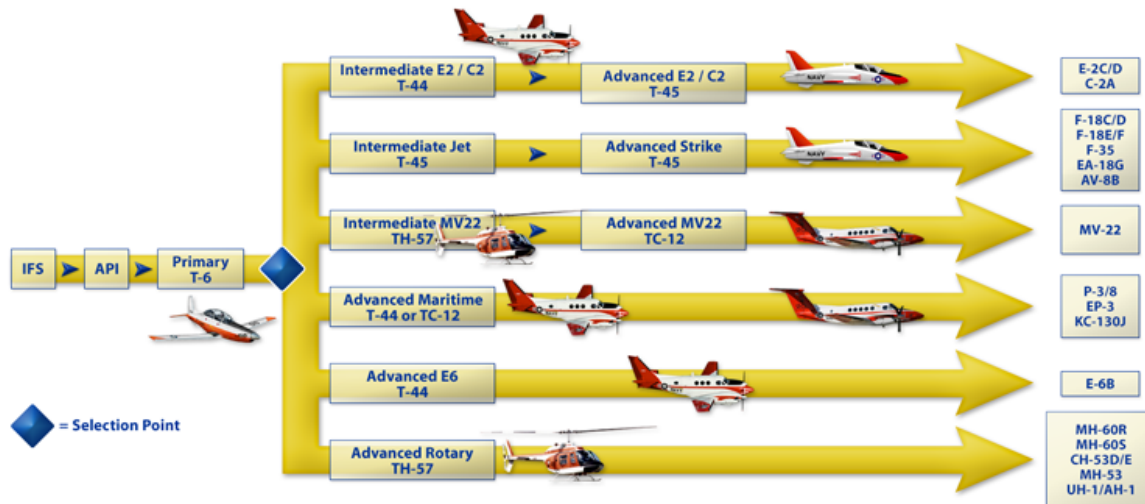 IFS
API
Primary
T-6
= Selection Point
Intermediate E2 / C2
T-44
Advanced E2 / C2
T-45
NAVY
E-2C/D
C-2A
Intermediate Jet
T-45
Advanced Strike
T-45
NAVY
F-18C/D
F-18E/F
F-35
EA-18G
AV-8B
Intermediate MV22
TH-57
Advanced MV22
TC-12
MV-22
Advanced Maritime
T-44 or TC-12
P-3/8
EP-3
KC-130J
Advanced E6
T-44
E-6B
Advanced Rotary
TH-57
MH-60R
MH-60S
CH-53D/E
MH-53
UH-1/AH-1